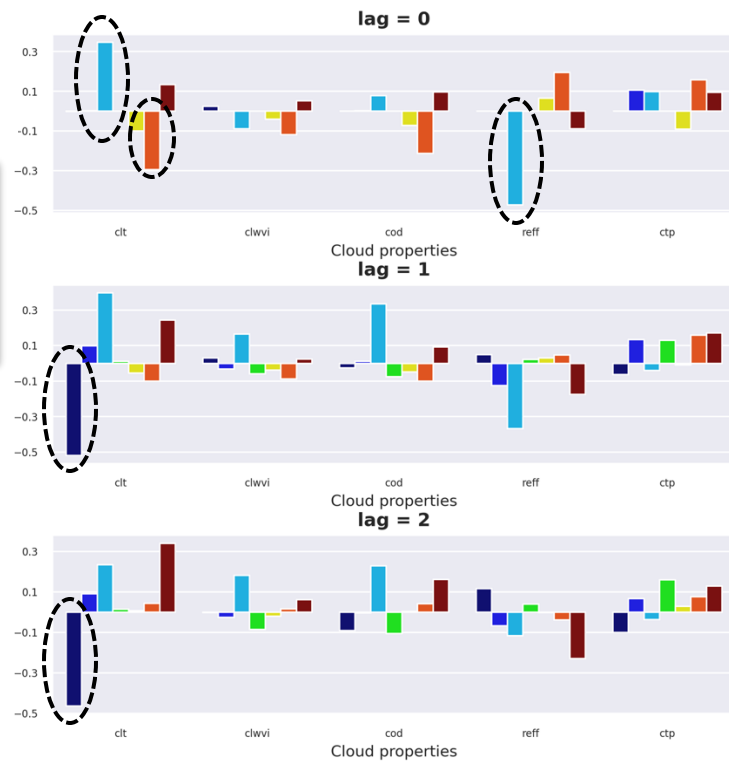 lag = 0
0.3
0.1
−0.1
−0.3
−0.5
clt clwvi cod reff ctp
Cloud properties
lag = 1
0.3
0.1
−0.1
−0.3
−0.5
clt clwvi cod reff ctp
Cloud properties
lag = 2
0.3
0.1
−0.1
−0.3
−0.5
clt clwvi cod reff ctp
Cloud properties